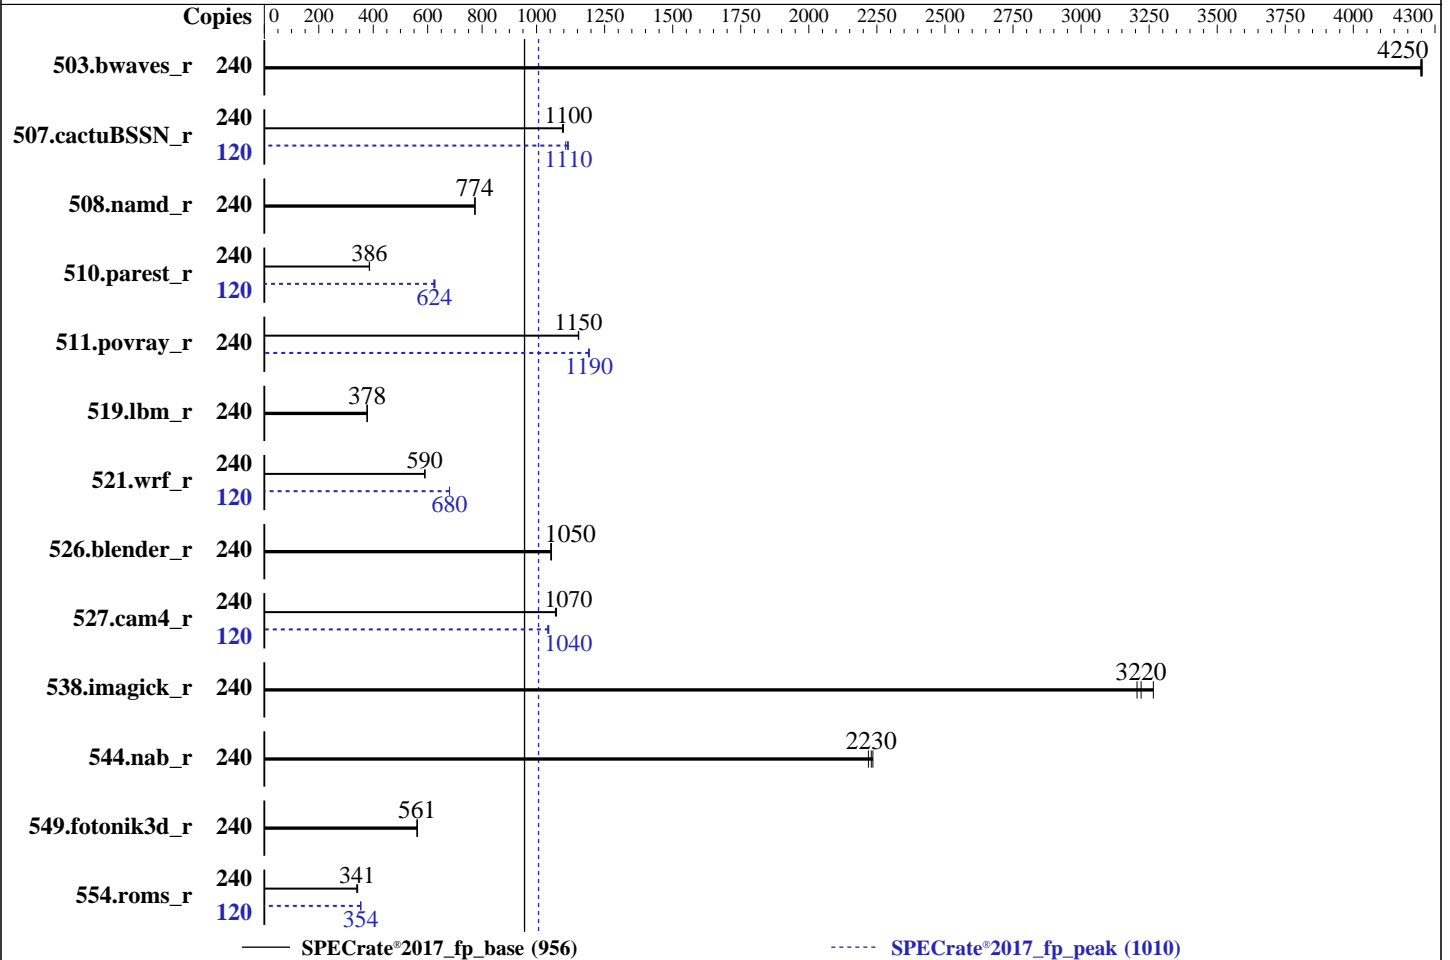 Copies 0 200 400 600 800 1000 1250 1500 1750 2000 2250 2500 2750 3000 3250 3500 3750 4000 4300
503.bwaves_r 240 4250
507.cactuBSSN_r 240 1100
120 1110
508.namd_r 240 774
510.parest_r 240 386
120 624
511.povray_r 240 1150
1190
519.lbm_r 240 378
521.wrf_r 240 590
120 680
526.blender_r 240 1050
527.cam4_r 240 1070
120 1040
538.imagick_r 240 3220
544.nab_r 240 2230
549.fotonik3d_r 240 561
554.roms_r 240 341
120 354
SPECrate®2017_fp_base (956) SPECrate®2017_fp_peak (1010)